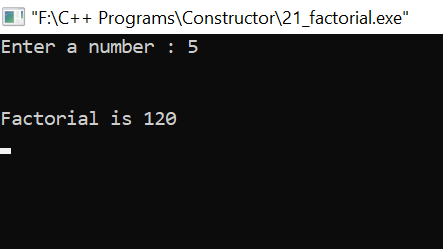 "F:\C++ Programs\Constructor\21_factorial.exe"
Enter a number : 5
Factorial is 120